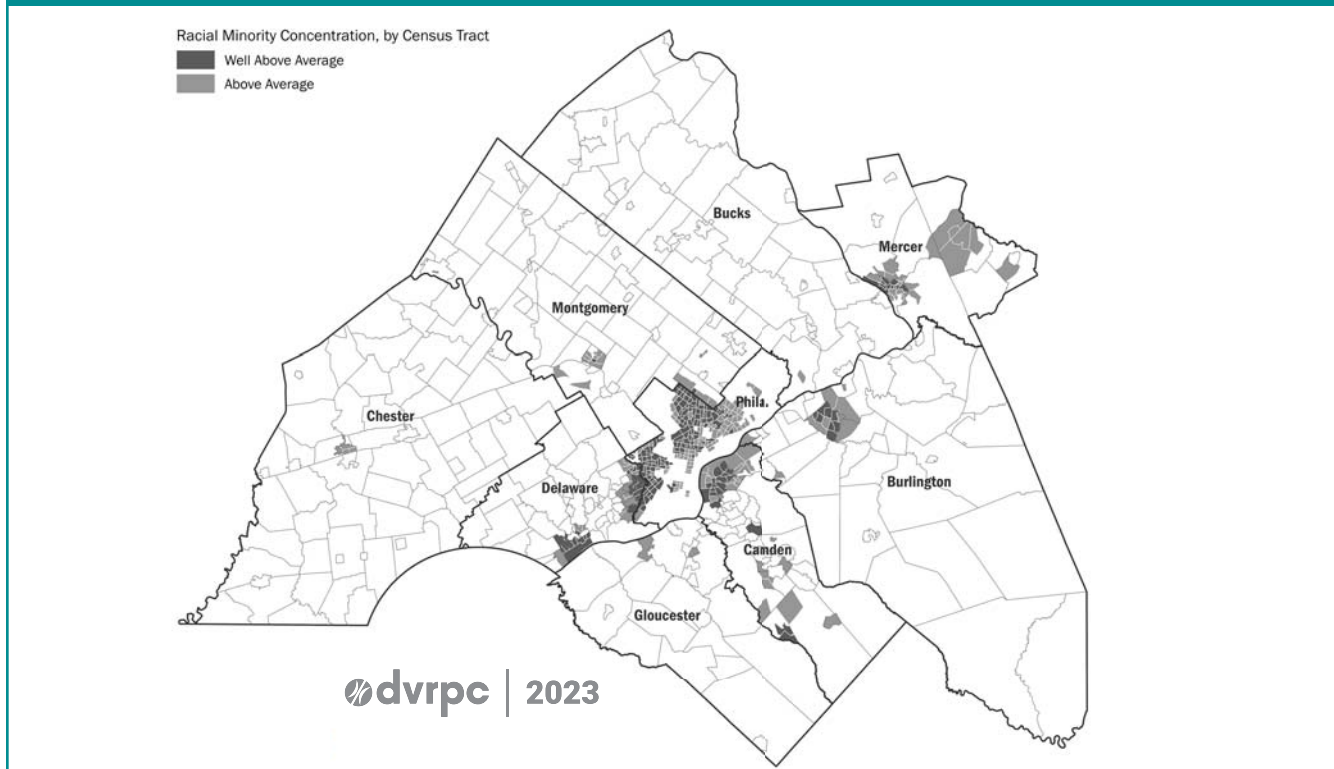 Racial Minority Concentration, by Census Tract
Well Above Average
Above Average
Bucks
Mercer
Montgomery
Phila.
Chester
Delaware
Burlington
Camden
Gloucester
dvrpc | 2023